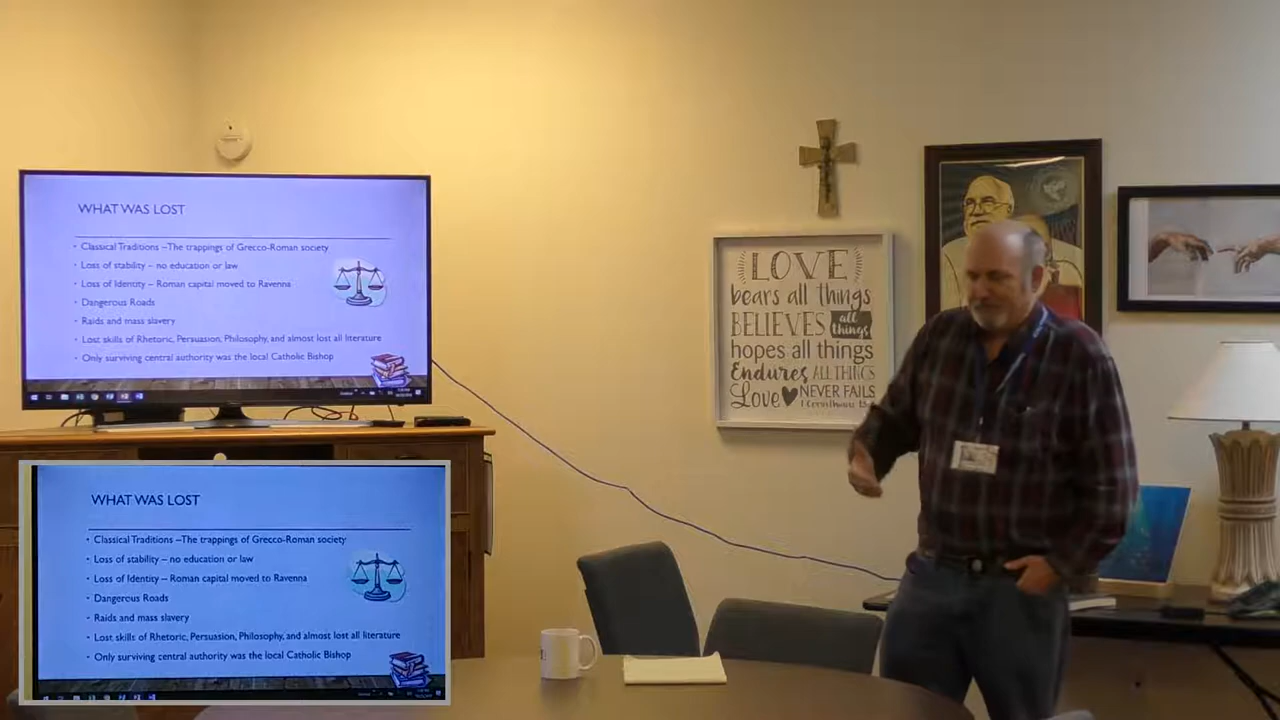 WHAT WAS LOST
• Classical Traditions –The trappings of Grecco-Roman society
• Loss of stability – no education or law
• Loss of Identity – Roman capital moved to Ravenna
• Dangerous Roads
• Raids and mass slavery
• Lost skills of Rhetoric, Persuasion, Philosophy, and almost lost all literature
• Only surviving central authority was the local Catholic Bishop
LOVE
bears all things
BELIEVES all things
hopes all things
Endures ALL THINGS
Love NEVER FAILS
1 Corinthians
WHAT WAS LOST
• Classical Traditions –The trappings of Grecco-Roman society
• Loss of stability – no education or law
• Loss of Identity – Roman capital moved to Ravenna
• Dangerous Roads
• Raids and mass slavery
• Lost skills of Rhetoric, Persuasion, Philosophy, and almost lost all literature
• Only surviving central authority was the local Catholic Bishop